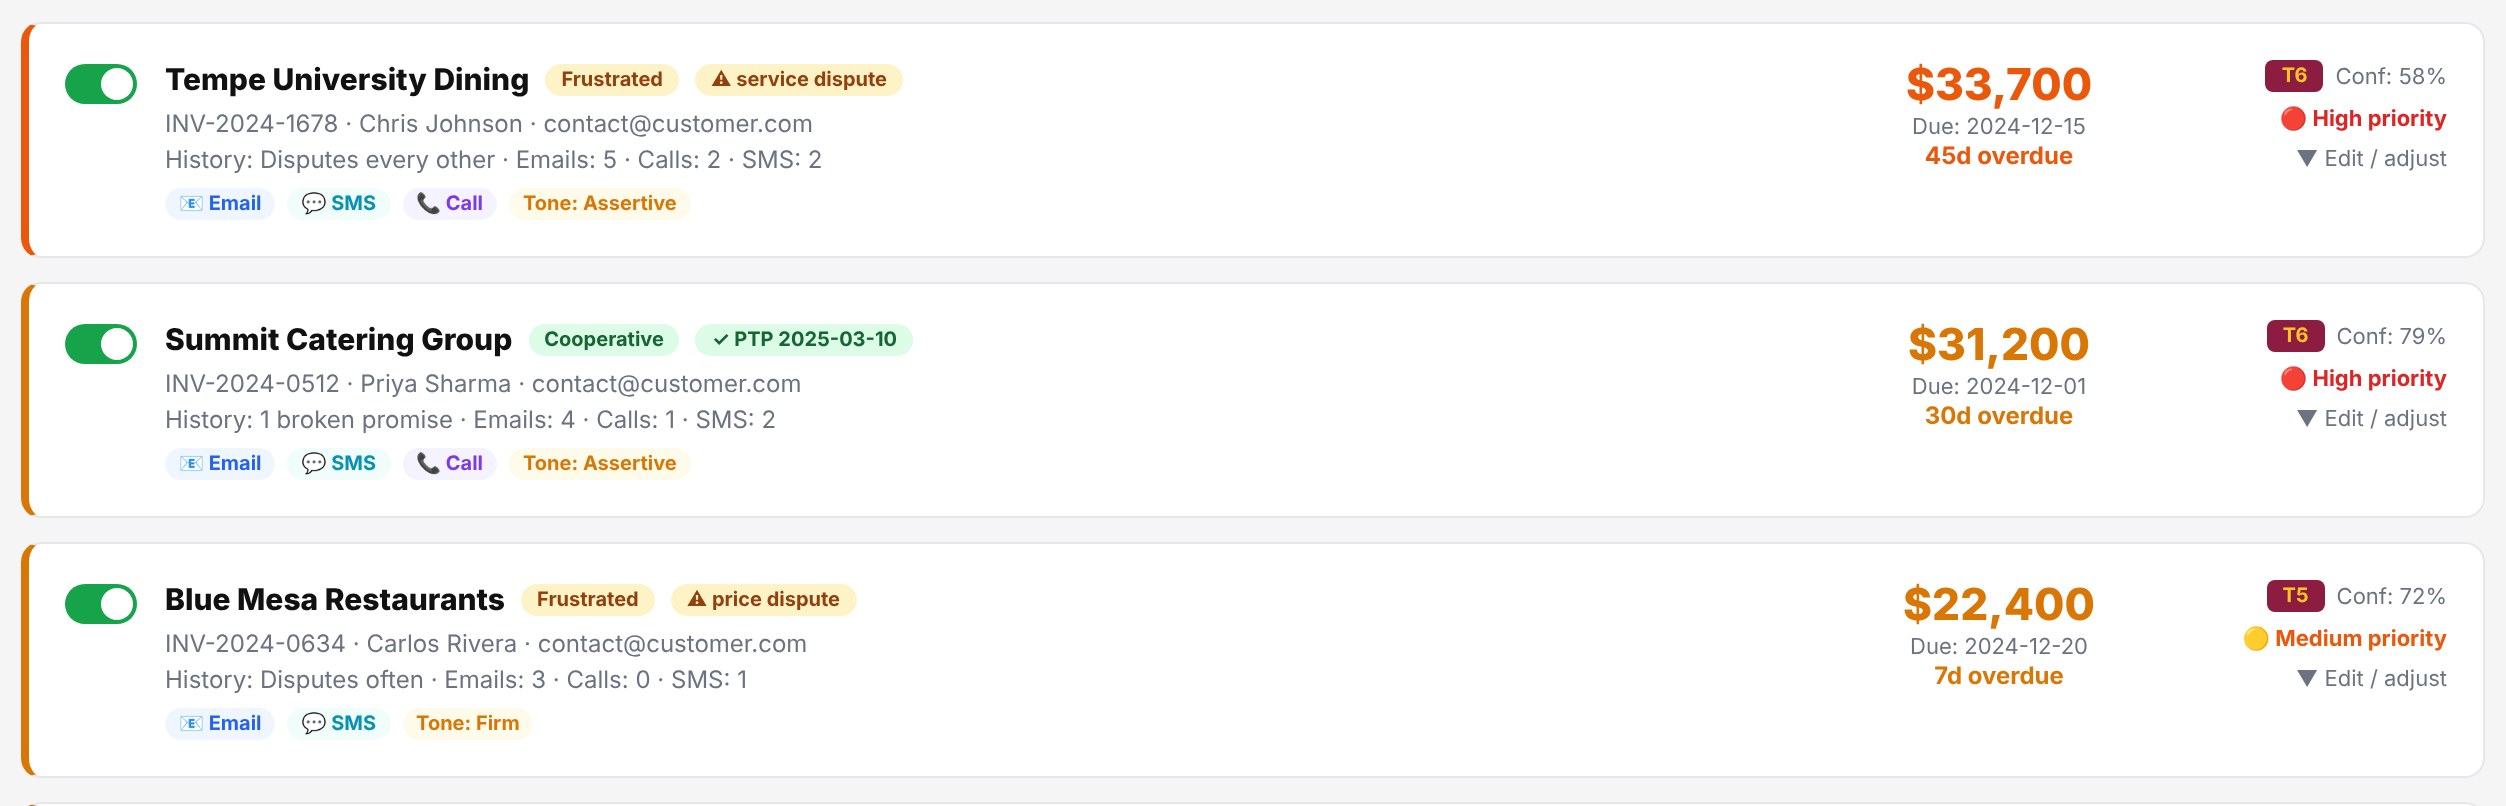 Tempe University Dining Frustrated ⚠ service dispute
$33,700
T6 Conf: 58%
INV-2024-1678 · Chris Johnson · contact@customer.com
Due: 2024-12-15
🔴 High priority
History: Disputes every other · Emails: 5 · Calls: 2 · SMS: 2
45d overdue
▼ Edit / adjust
📧 Email 💬 SMS 📞 Call Tone: Assertive
Summit Catering Group Cooperative ✓ PTP 2025-03-10
$31,200
T6 Conf: 79%
INV-2024-0512 · Priya Sharma · contact@customer.com
Due: 2024-12-01
🔴 High priority
History: 1 broken promise · Emails: 4 · Calls: 1 · SMS: 2
30d overdue
▼ Edit / adjust
📧 Email 💬 SMS 📞 Call Tone: Assertive
Blue Mesa Restaurants Frustrated ⚠ price dispute
$22,400
T5 Conf: 72%
INV-2024-0634 · Carlos Rivera · contact@customer.com
Due: 2024-12-20
🟡 Medium priority
History: Disputes often · Emails: 3 · Calls: 0 · SMS: 1
7d overdue
▼ Edit / adjust
📧 Email 💬 SMS Tone: Firm